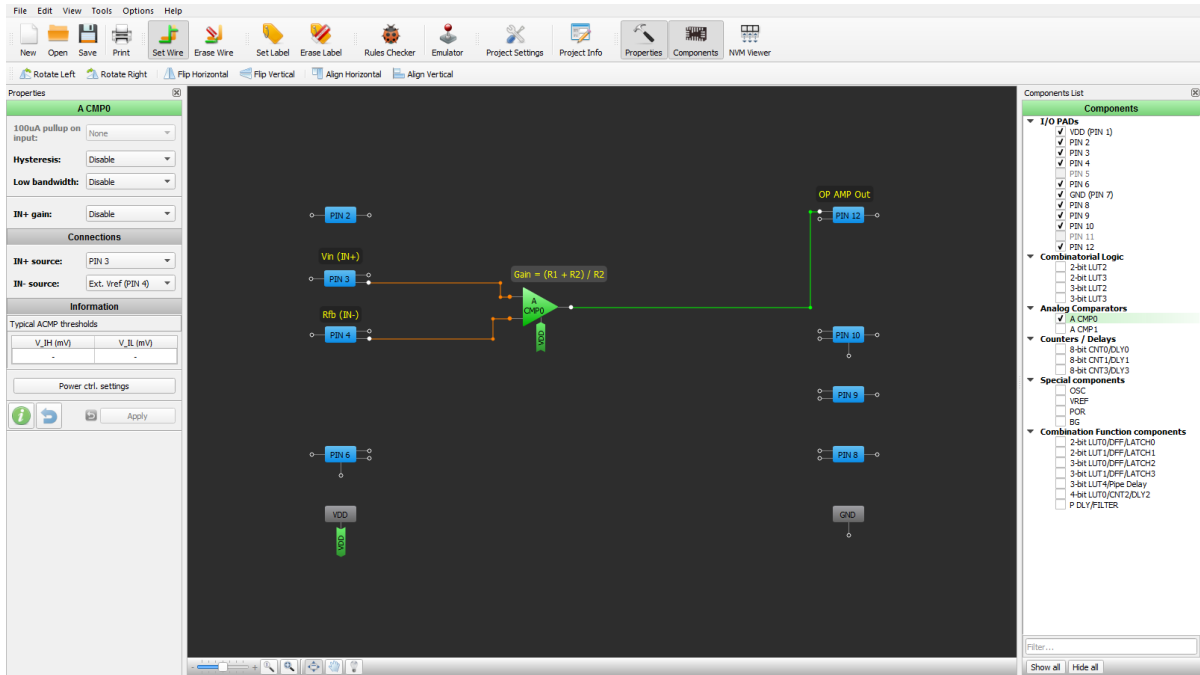 File Edit View Tools Options Help
New Open Save Print Set Wire Erase Wire Set Label Erase Label Rules Checker Emulator Project Settings Project Info Properties Components NVM Viewer
Rotate Left Rotate Right Flip Horizontal Flip Vertical Align Horizontal Align Vertical
Properties
A CMP0
100uA pullup on input: None
Hysteresis: Disable
Low bandwidth: Disable
IN+ gain: Disable
Connections
IN+ source: PIN 3
IN- source: Ext. Vref (PIN 4)
Information
Typical ACMP thresholds
V_IH (mV) V_IL (mV)
- -
Power ctrl. settings
Apply
OP AMP Out
PIN 2
PIN 12
Vin (IN+)
PIN 3
Gain = (R1 + R2) / R2
A CMP0
Rfb (IN-)
PIN 4
VDD
PIN 10
PIN 9
PIN 6
PIN 8
VDD
GND
VDD
- +
Components List
Components
I/O PADs
VDD (PIN 1)
PIN 2
PIN 3
PIN 4
PIN 5
PIN 6
GND (PIN 7)
PIN 8
PIN 9
PIN 10
PIN 11
PIN 12
Combinatorial Logic
2-bit LUT2
2-bit LUT3
3-bit LUT2
3-bit LUT3
Analog Comparators
A CMP0
A CMP1
Counters / Delays
8-bit CNT0/DLY0
8-bit CNT1/DLY1
8-bit CNT3/DLY3
Special components
OSC
VREF
POR
BG
Combination Function components
2-bit LUT0/DFF/LATCH0
2-bit LUT1/DFF/LATCH1
3-bit LUT0/DFF/LATCH2
3-bit LUT1/DFF/LATCH3
3-bit LUT4/Pipe Delay
4-bit LUT0/CNT2/DLY2
P DLY/FILTER
Filter...
Show all Hide all